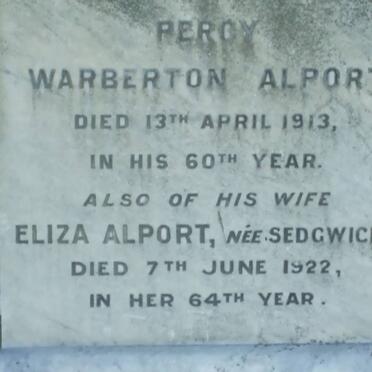 PERCY
WARBERTON ALPORT
DIED 13TH APRIL 1913,
IN HIS 60TH YEAR.
ALSO OF HIS WIFE
ELIZA ALPORT, NÉE SEDGWICK
DIED 7TH JUNE 1922,
IN HER 64TH YEAR.